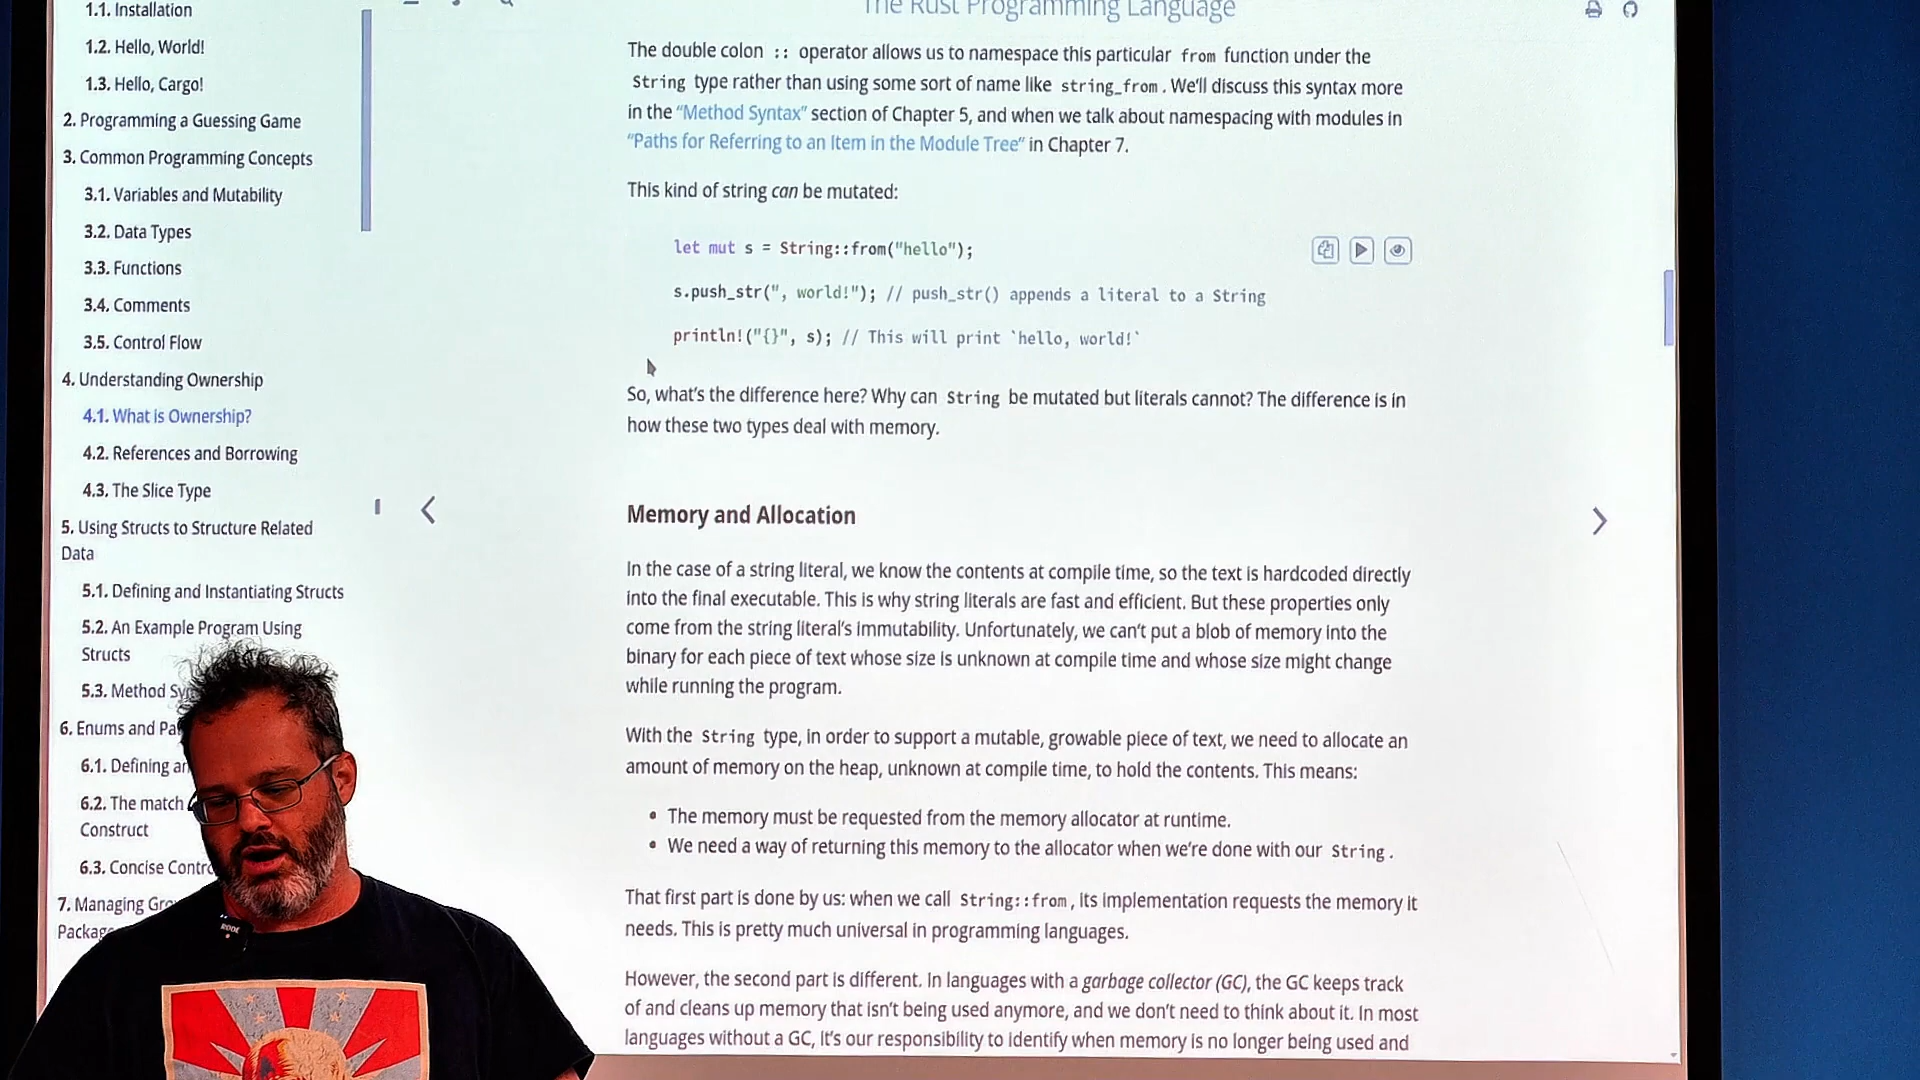 1.1. Installation
1.2. Hello, World!
1.3. Hello, Cargo!
2. Programming a Guessing Game
3. Common Programming Concepts
3.1. Variables and Mutability
3.2. Data Types
3.3. Functions
3.4. Comments
3.5. Control Flow
4. Understanding Ownership
4.1. What is Ownership?
4.2. References and Borrowing
4.3. The Slice Type
5. Using Structs to Structure Related
Data
5.1. Defining and Instantiating Structs
5.2. An Example Program Using
Structs
5.3. Method
6. Enums and
6.1. Defining
6.2. The match
Construct
6.3. Concise
7. Managing
The Rust Programming Language
The double colon :: operator allows us to namespace this particular from function under the
String type rather than using some sort of name like string_from. We'll discuss this syntax more
in the “Method Syntax” section of Chapter 5, and when we talk about namespacing with modules in
“Paths for Referring to an Item in the Module Tree” in Chapter 7.
This kind of string can be mutated:
let mut s = String::from("hello");
s.push_str(", world!"); // push_str() appends a literal to a String
println!("{}", s); // This will print `hello, world!`
So, what's the difference here? Why can String be mutated but literals cannot? The difference is in
how these two types deal with memory.
Memory and Allocation
In the case of a string literal, we know the contents at compile time, so the text is hardcoded directly
into the final executable. This is why string literals are fast and efficient. But these properties only
come from the string literal's immutability. Unfortunately, we can't put a blob of memory into the
binary for each piece of text whose size is unknown at compile time and whose size might change
while running the program.
With the String type, in order to support a mutable, growable piece of text, we need to allocate an
amount of memory on the heap, unknown at compile time, to hold the contents. This means:
• The memory must be requested from the memory allocator at runtime.
• We need a way of returning this memory to the allocator when we're done with our String.
That first part is done by us: when we call String::from, its implementation requests the memory it
needs. This is pretty much universal in programming languages.
However, the second part is different. In languages with a garbage collector (GC), the GC keeps track
of and cleans up memory that isn't being used anymore, and we don't need to think about it. In most
languages without a GC, it's our responsibility to identify when memory is no longer being used and
RODE